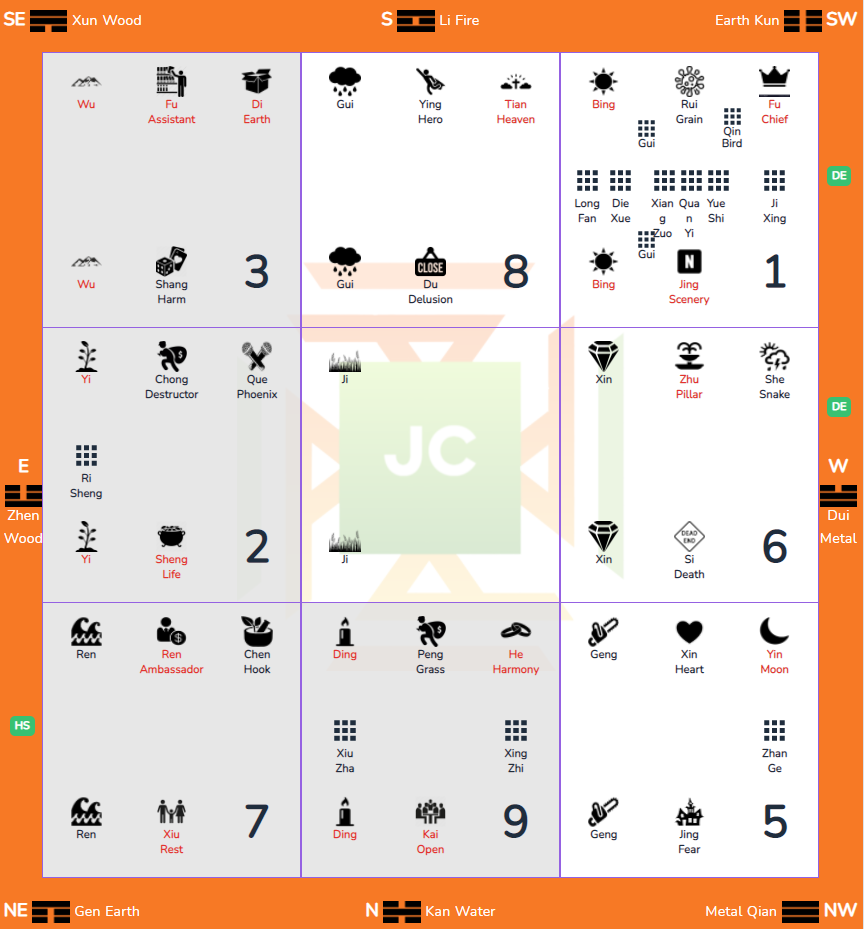 SE Xun Wood
S Li Fire
Earth Kun SW
Wu
Fu
Assistant
Di
Earth
Wu
Shang
Harm
3
Gui
Ying
Hero
Tian
Heaven
Gui
CLOSE
Du
Delusion
8
Bing
Rui
Grain
Fu
Chief
Gui
Qin
Bird
Long
Fan
Die
Xue
Xian
g
Zuo
Qua
n
Yi
Yue
Shi
Ji
Xing
Gui
Bing
N
Jing
Scenery
1
DE
Yi
Chong
Destructor
Que
Phoenix
Ri
Sheng
Yi
Sheng
Life
2
E
Zhen
Wood
Ji
JC
Ji
Xin
Zhu
Pillar
She
Snake
Xin
DEAD
END
Si
Death
6
DE
W
Dui
Metal
Ren
Ren
Ambassador
Chen
Hook
Ren
Xiu
Rest
7
HS
Ding
Peng
Grass
He
Harmony
Xiu
Zha
Xing
Zhi
Ding
Kai
Open
9
Geng
Xin
Heart
Yin
Moon
Zhan
Ge
Geng
Jing
Fear
5
NE Gen Earth
N Kan Water
Metal Qian NW